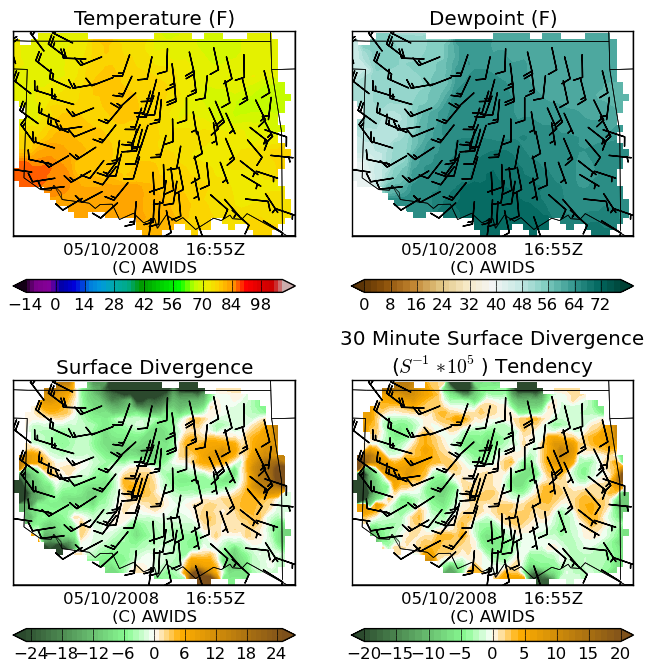 Temperature (F)
Dewpoint (F)
05/10/2008 16:55Z
(C) AWIDS
05/10/2008 16:55Z
(C) AWIDS
−14 0 14 28 42 56 70 84 98
0 8 16 24 32 40 48 56 64 72
Surface Divergence
30 Minute Surface Divergence
(S⁻¹ *10⁵ ) Tendency
05/10/2008 16:55Z
(C) AWIDS
05/10/2008 16:55Z
(C) AWIDS
−24 −18 −12 −6 0 6 12 18 24
−20 −15 −10 −5 0 5 10 15 20